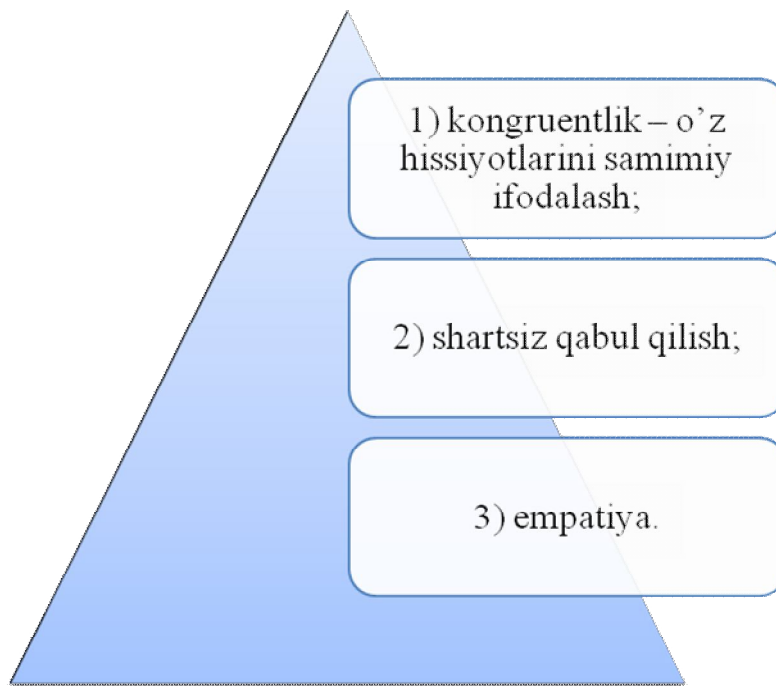 1) kongruentlik – o’z
hissiyotlarini samimiy
ifodalash;
2) shartsiz qabul qilish;
3) empatiya.